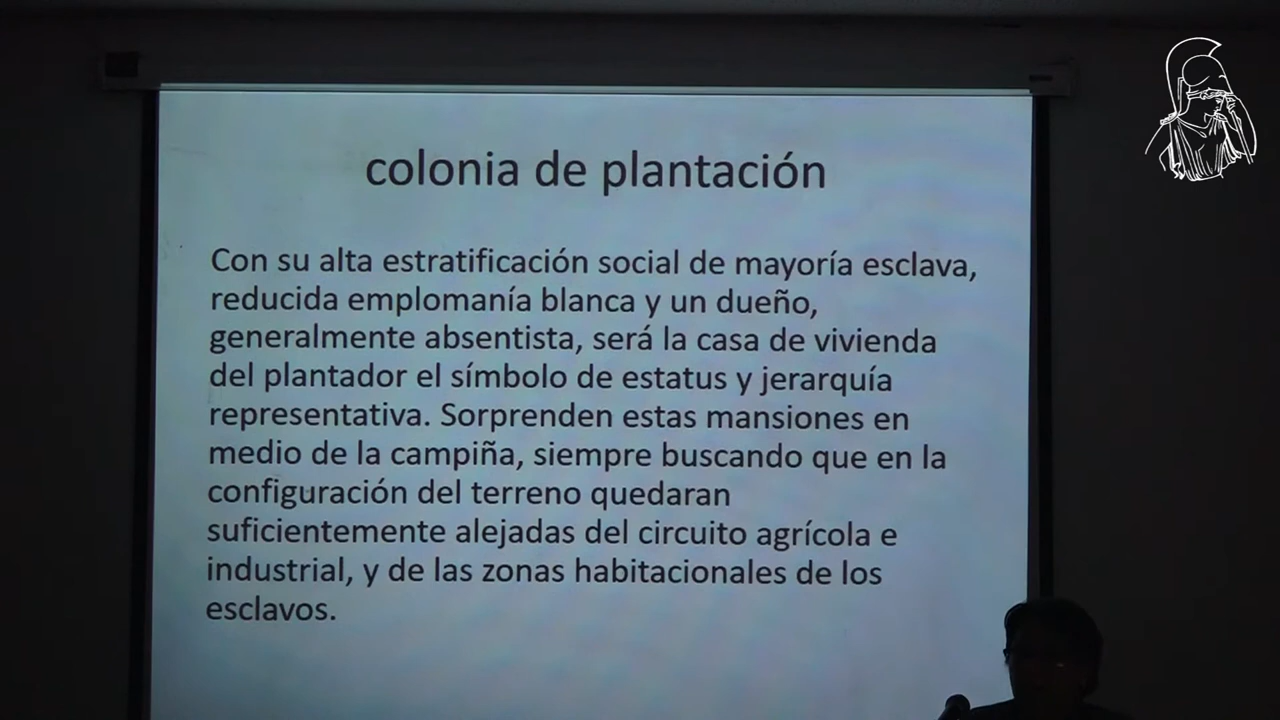 colonia de plantación
Con su alta estratificación social de mayoría esclava,
reducida emplomanía blanca y un dueño,
generalmente absentista, será la casa de vivienda
del plantador el símbolo de estatus y jerarquía
representativa. Sorprenden estas mansiones en
medio de la campiña, siempre buscando que en la
configuración del terreno quedaran
suficientemente alejadas del circuito agrícola e
industrial, y de las zonas habitacionales de los
esclavos.